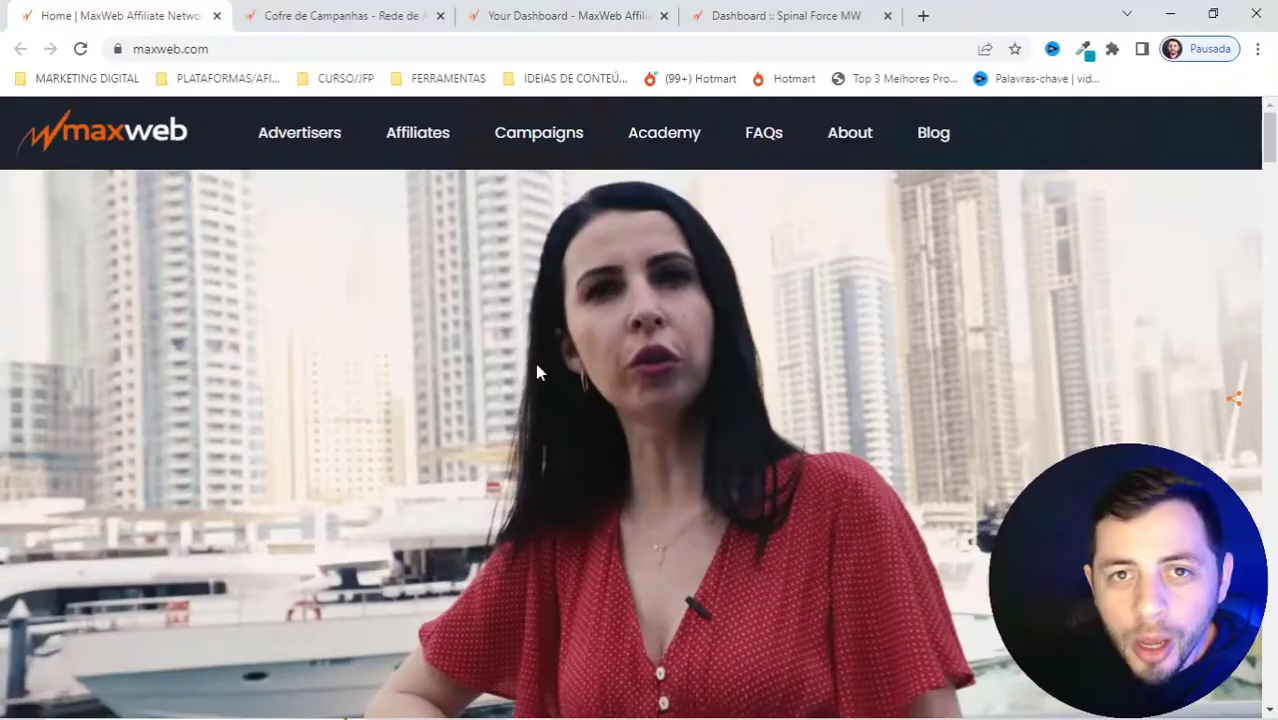 Home | MaxWeb Affiliate Netwo
Cofre de Campanhas - Rede de A
Your Dashboard - MaxWeb Affilia
Dashboard :: Spinal Force MW
maxweb.com
Pausada
MARKETING DIGITAL
PLATAFORMAS/AFI...
CURSO/JFP
FERRAMENTAS
IDEIAS DE CONTEÚ...
(99+) Hotmart
Hotmart
Top 3 Melhores Pro...
Palavras-chave | vid...
maxweb
Advertisers
Affiliates
Campaigns
Academy
FAQs
About
Blog